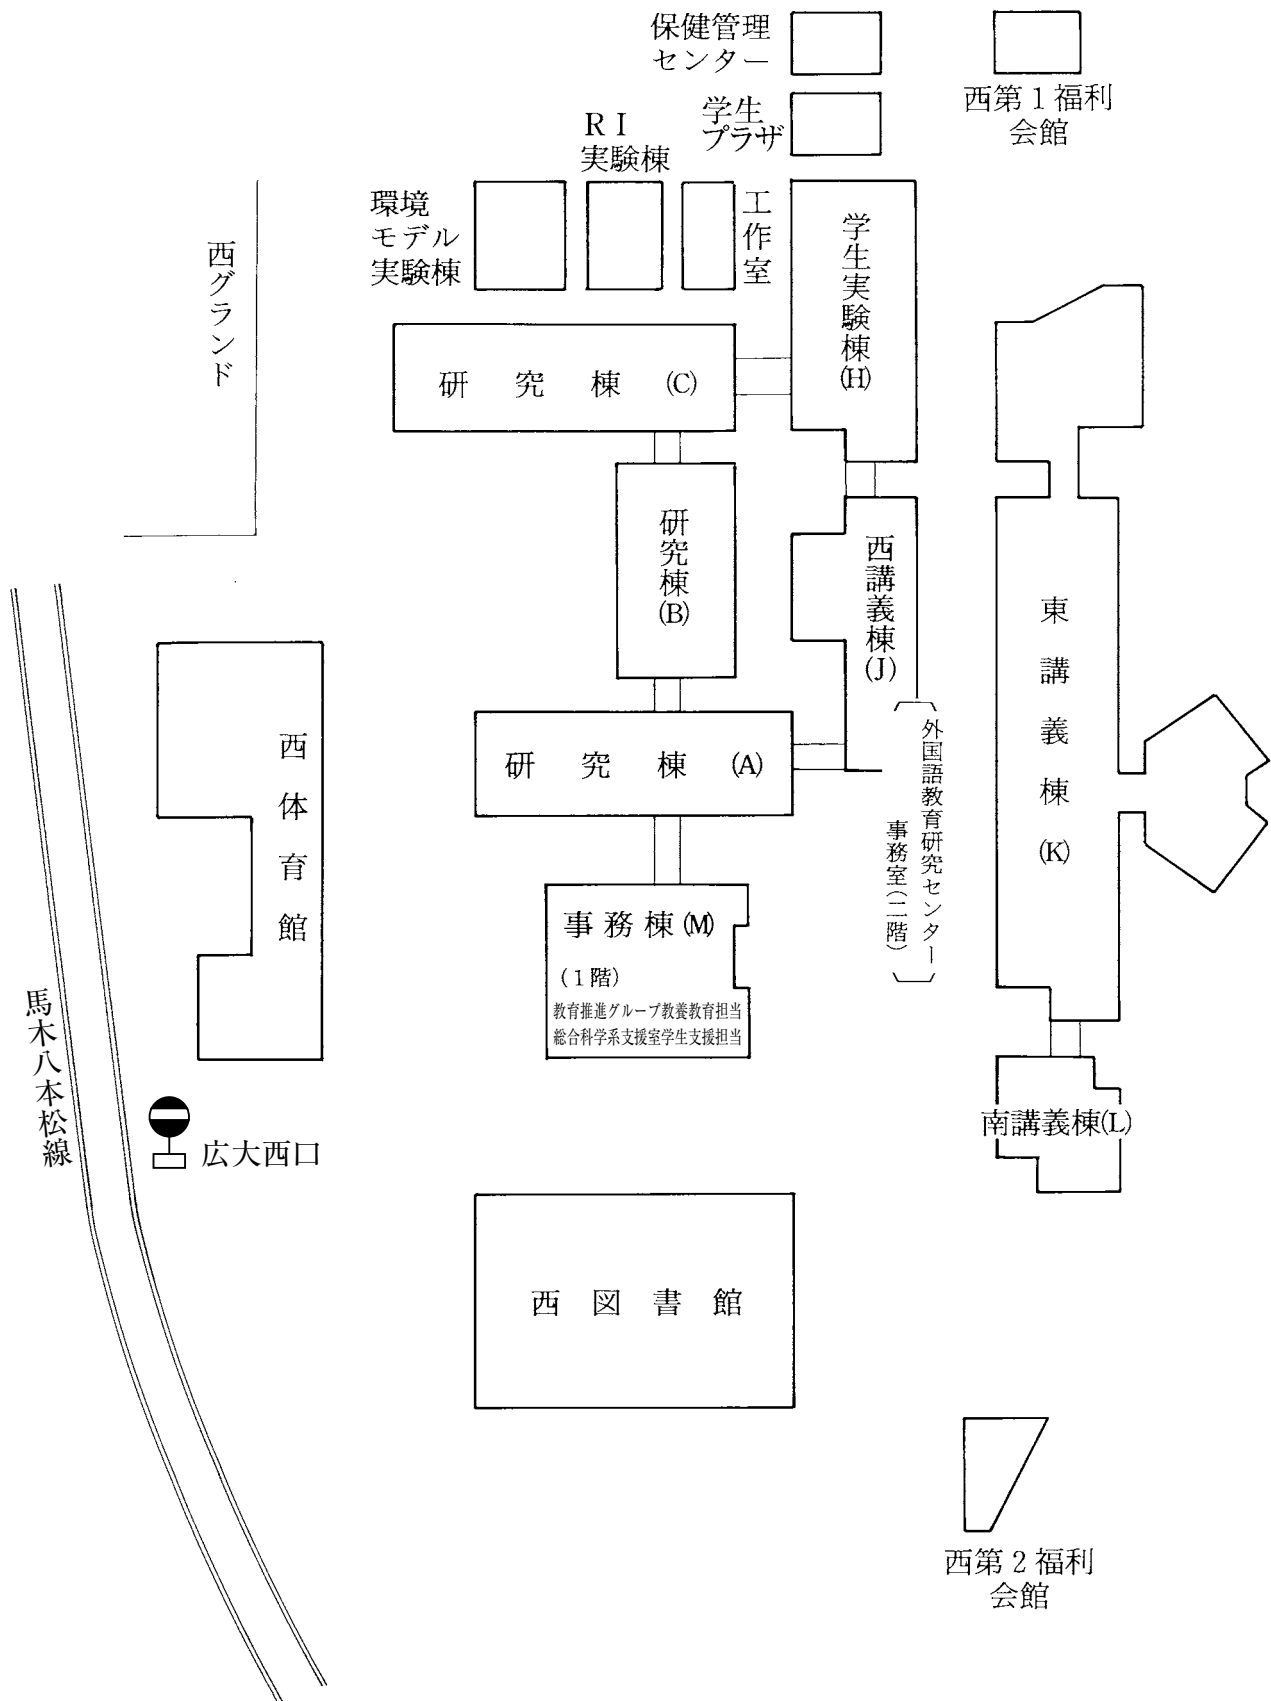 保健管理
センター
西第１福利
会館
学生
プラザ
ＲＩ
実験棟
環境
モデル
実験棟
工作室
学生実験棟(H)
西グランド
研究棟(C)
研究棟(B)
西講義棟(J)
東講義棟(K)
研究棟(A)
外国語教育研究センター
事務室(二階)
西体育館
事務棟(M)
(１階)
教育推進グループ教養教育担当
総合科学系支援室学生支援担当
馬木八本松線
広大西口
南講義棟(L)
西図書館
西第２福利
会館